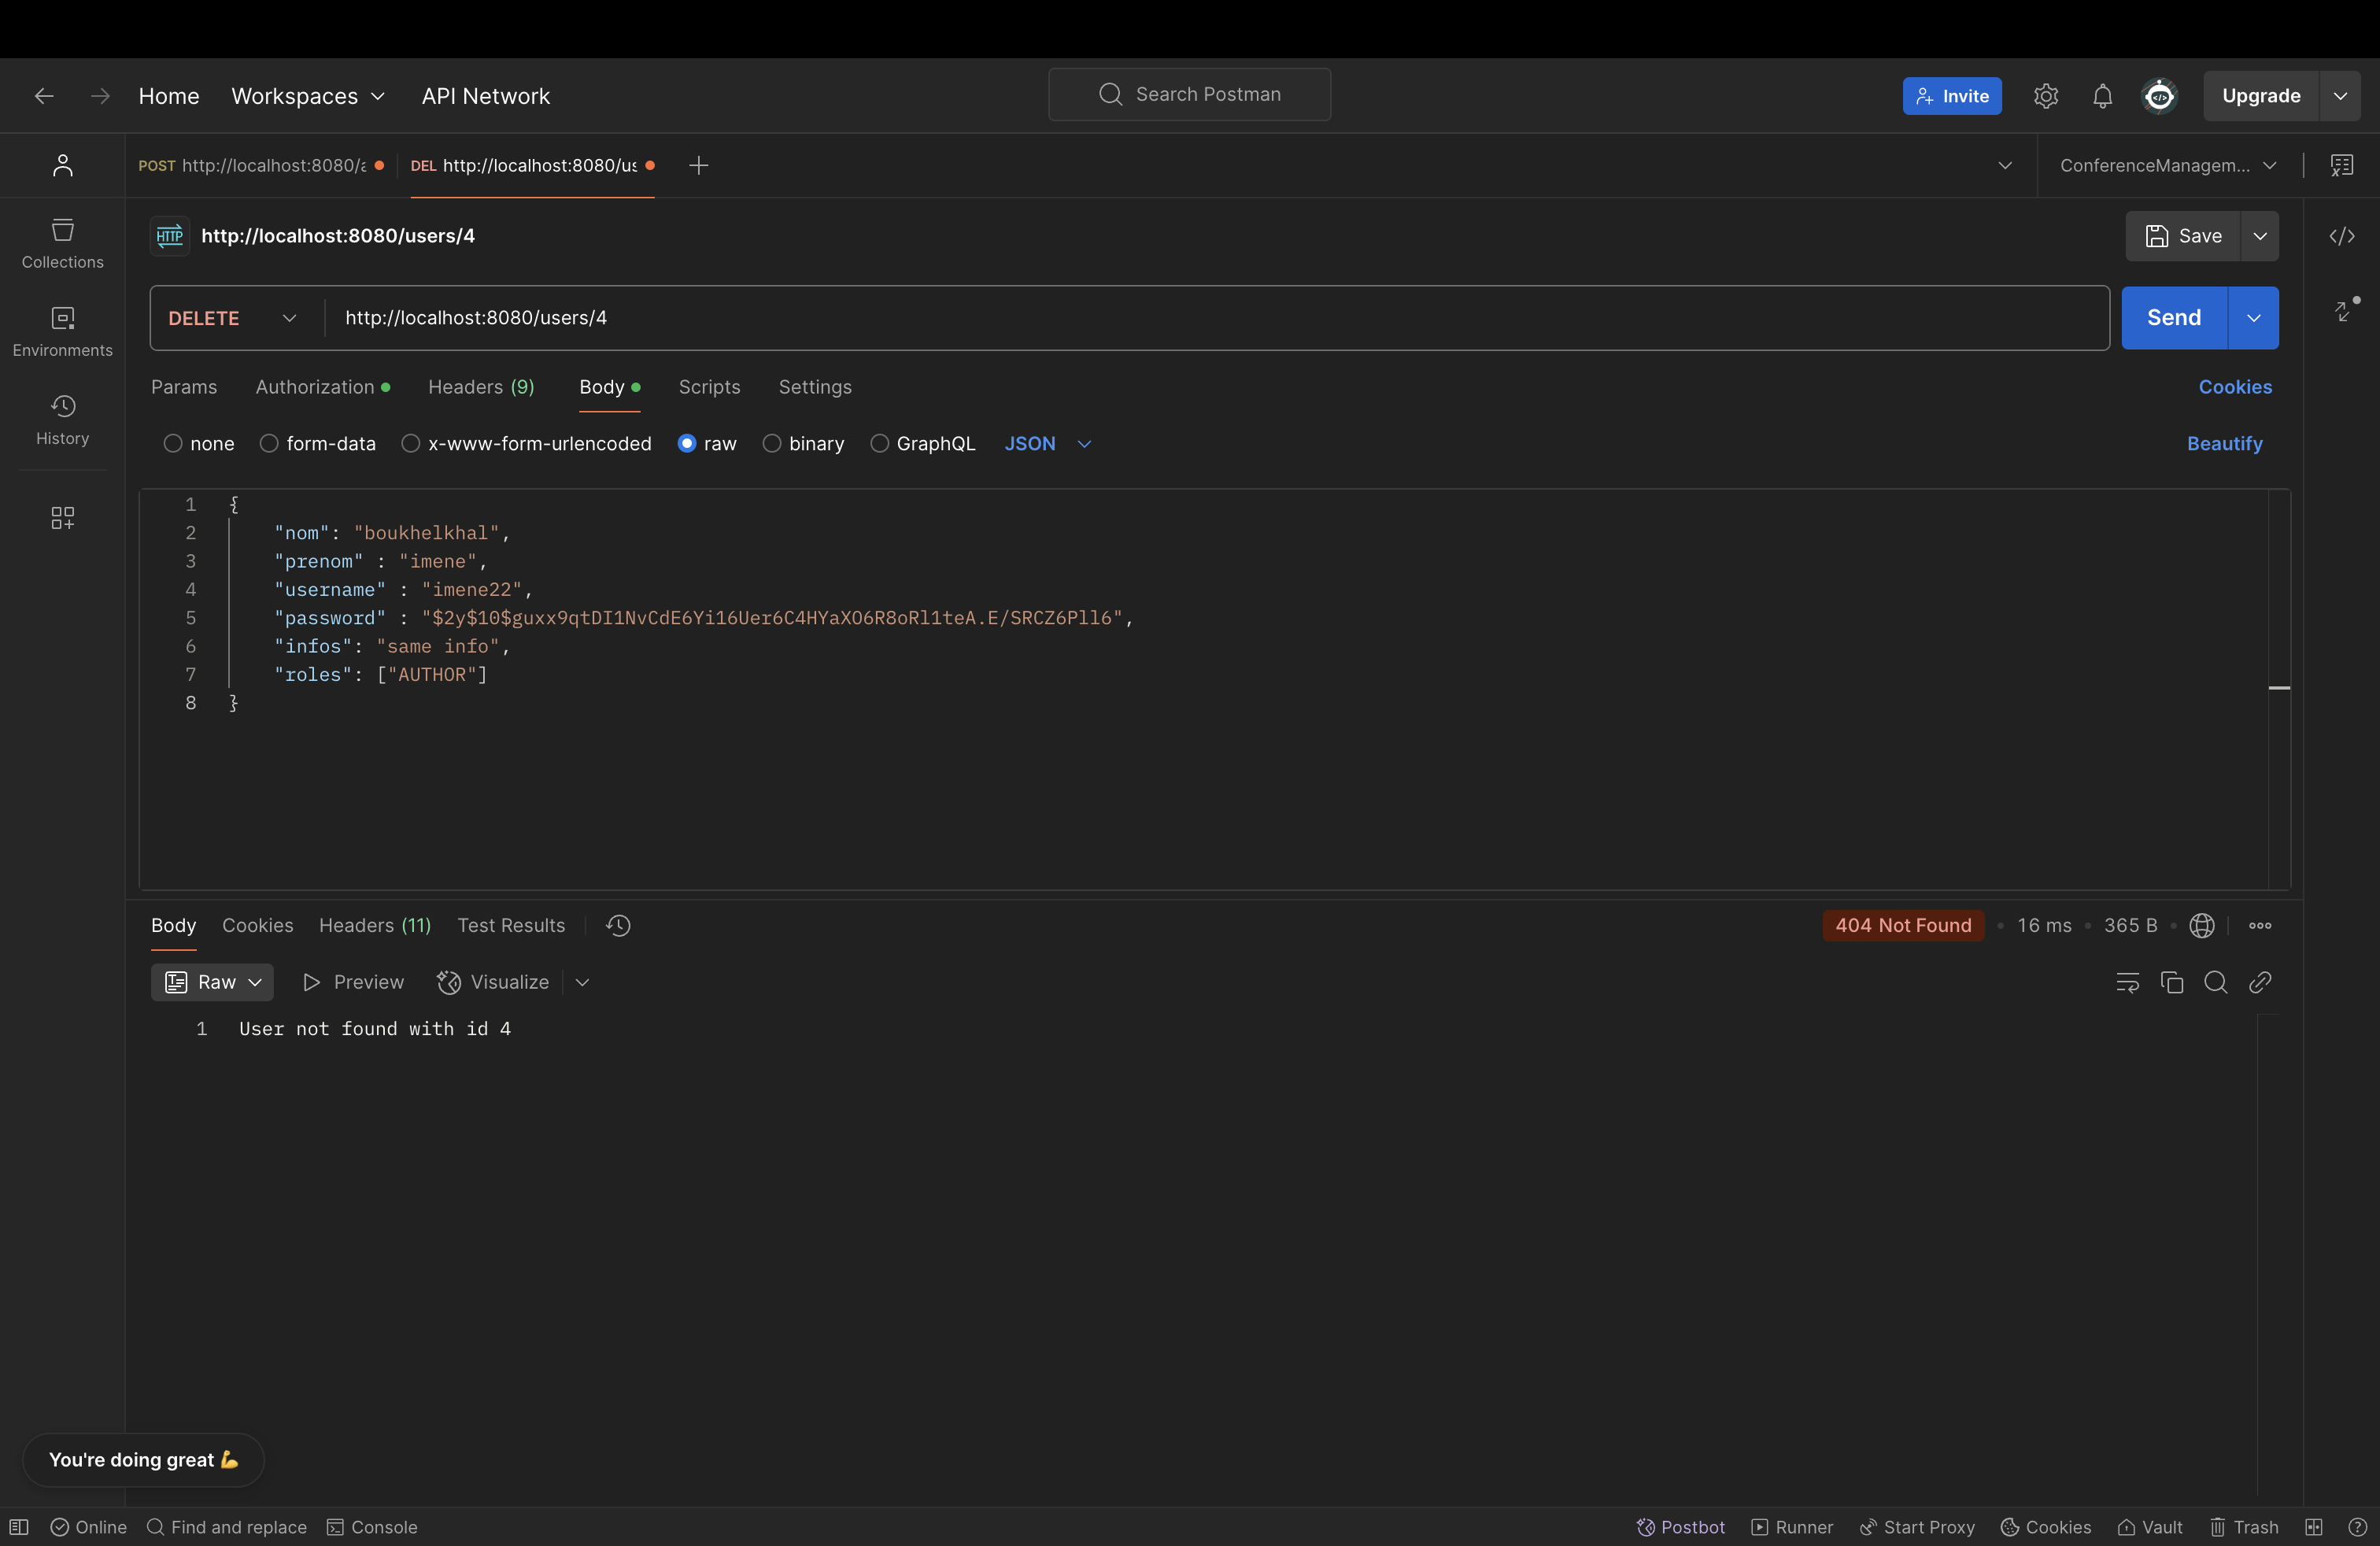 Home Workspaces API Network Search Postman Invite Upgrade
POST http://localhost:8080/a DEL http://localhost:8080/us ConferenceManagem...
HTTP http://localhost:8080/users/4 Save
Collections
Environments
History
DELETE http://localhost:8080/users/4 Send
Params Authorization Headers (9) Body Scripts Settings Cookies
none form-data x-www-form-urlencoded raw binary GraphQL JSON Beautify
1 {
2 "nom": "boukhelkhal",
3 "prenom" : "imene",
4 "username" : "imene22",
5 "password" : "$2y$10$guxx9qtDI1NvCdE6Yi16Uer6C4HYaXO6R8oRl1teA.E/SRCZ6Pll6",
6 "infos": "same info",
7 "roles": ["AUTHOR"]
8 }
Body Cookies Headers (11) Test Results 404 Not Found • 16 ms • 365 B •
Raw Preview Visualize
1 User not found with id 4
You're doing great 💪
Online Find and replace Console Postbot Runner Start Proxy Cookies Vault Trash